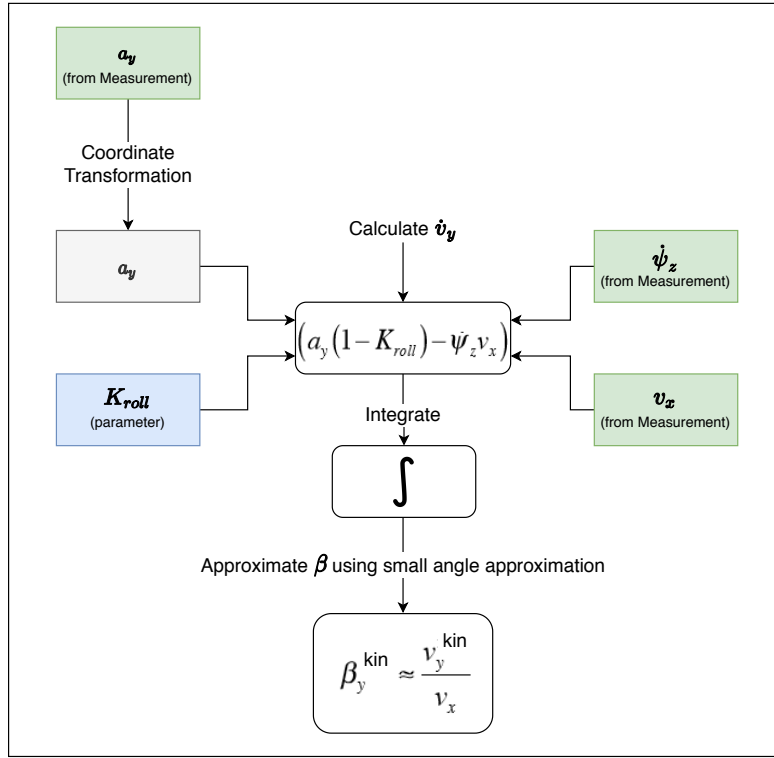 a_y
(from Measurement)
Coordinate
Transformation
a_y
Calculate v̇_y
ψ̇_z
(from Measurement)
(a_y(1−K_roll)−ψ̇_z v_x)
K_roll
(parameter)
v_x
(from Measurement)
Integrate
∫
Approximate β using small angle approximation
β_y^kin ≈ v_y^kin / v_x